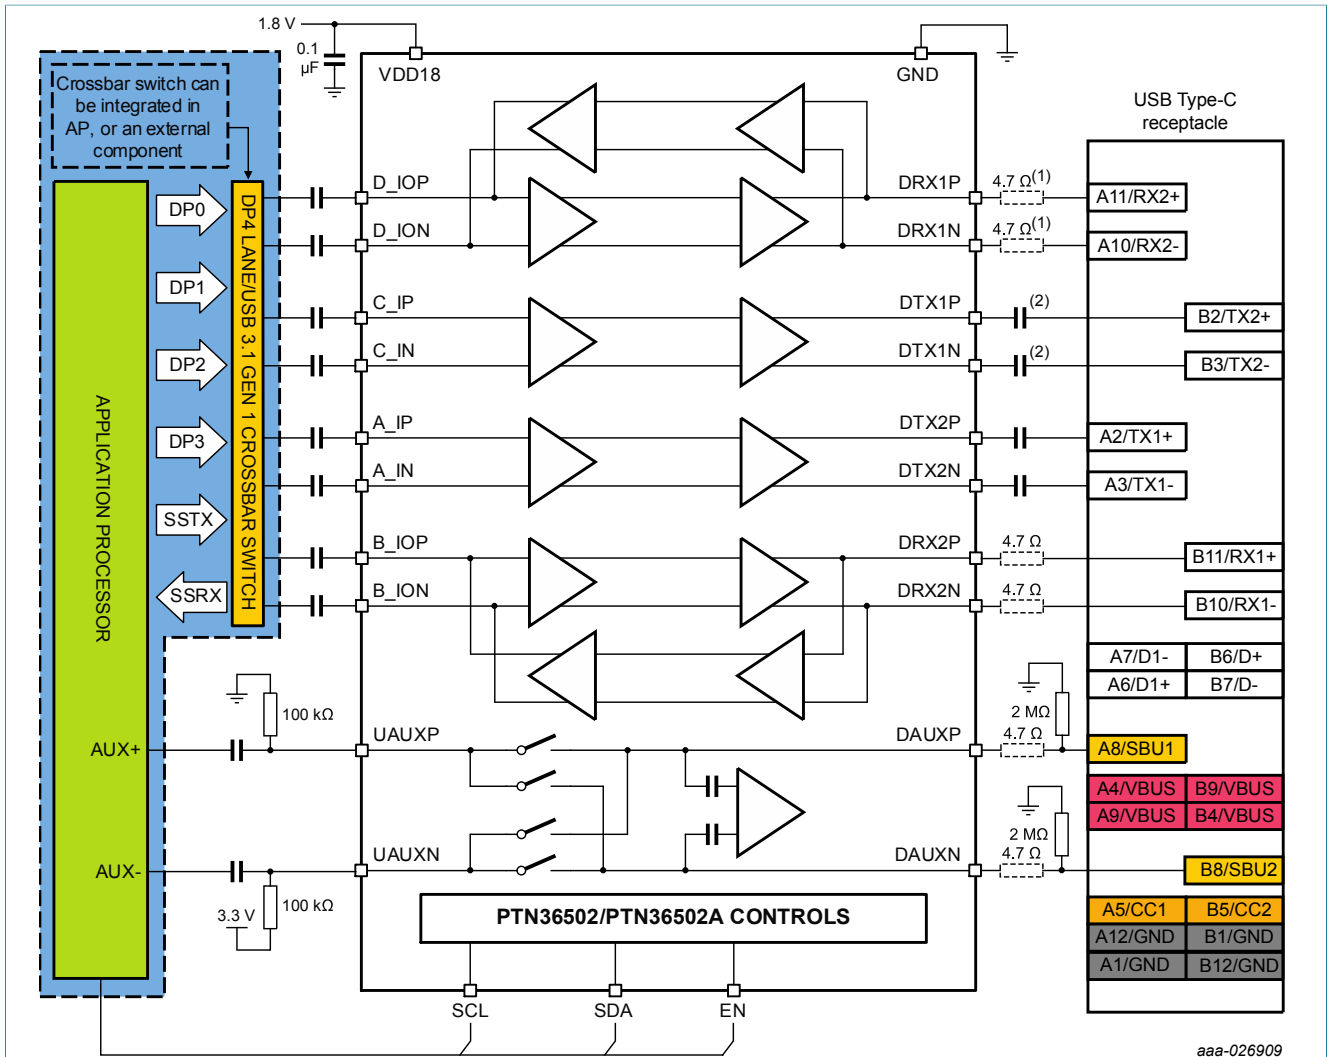 1.8 V
0.1
µF
VDD18
GND
Crossbar switch can
be integrated in
AP, or an external
component
USB Type-C
receptacle
APPLICATION PROCESSOR
DP4 LANE/USB 3.1 GEN 1 CROSSBAR SWITCH
DP0
DP1
DP2
DP3
SSTX
SSRX
AUX+
AUX-
D_IOP
D_ION
C_IP
C_IN
A_IP
A_IN
B_IOP
B_ION
UAUXP
UAUXN
100 kΩ
3.3 V
100 kΩ
DRX1P
DRX1N
DTX1P
DTX1N
DTX2P
DTX2N
DRX2P
DRX2N
DAUXP
DAUXN
4.7 Ω(1)
4.7 Ω(1)
(2)
(2)
4.7 Ω
4.7 Ω
2 MΩ
4.7 Ω
2 MΩ
4.7 Ω
A11/RX2+
A10/RX2-
B2/TX2+
B3/TX2-
A2/TX1+
A3/TX1-
B11/RX1+
B10/RX1-
A7/D1- B6/D+
A6/D1+ B7/D-
A8/SBU1
A4/VBUS B9/VBUS
A9/VBUS B4/VBUS
B8/SBU2
A5/CC1 B5/CC2
A12/GND B1/GND
A1/GND B12/GND
PTN36502/PTN36502A CONTROLS
SCL SDA EN
aaa-026909